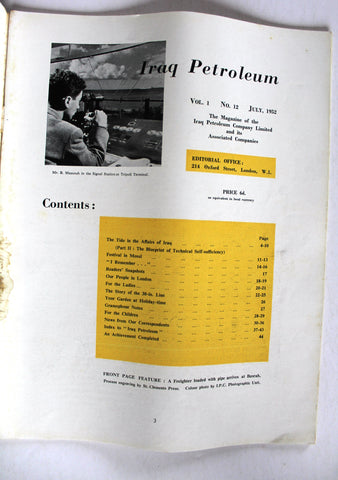 Iraq Petroleum
VOL. 1 No. 12 JULY, 1952
The Magazine of the
Iraq Petroleum Company Limited
and its
Associated Companies
EDITORIAL OFFICE :
214 Oxford Street, London, W.1.
PRICE 6d.
or equivalent in local currency
Mr. B. in the Signal Station at Tripoli Terminal.
Contents :
Page
The Tide in the Affairs of Iraq 4-10
(Part II : The Blueprint of Technical Self-sufficiency)
Festival in Mosul 11-13
"I Remember . . ." 14-16
Readers' Snapshots 17
Our People in London 18-19
For the Ladies 20-21
The Story of the 30-In. Line 22-25
Your Garden at Holiday-time 26
Gramophone Notes 27
For the Children 28-29
News from Our Correspondents 30-36
Index to "Iraq Petroleum" 37-43
An Achievement Completed 44
FRONT PAGE FEATURE : A Freighter loaded with pipe arrives at Basrah.
Process engraving by St. Clements Press. Colour photo by I.P.C. Photographic Unit.
3